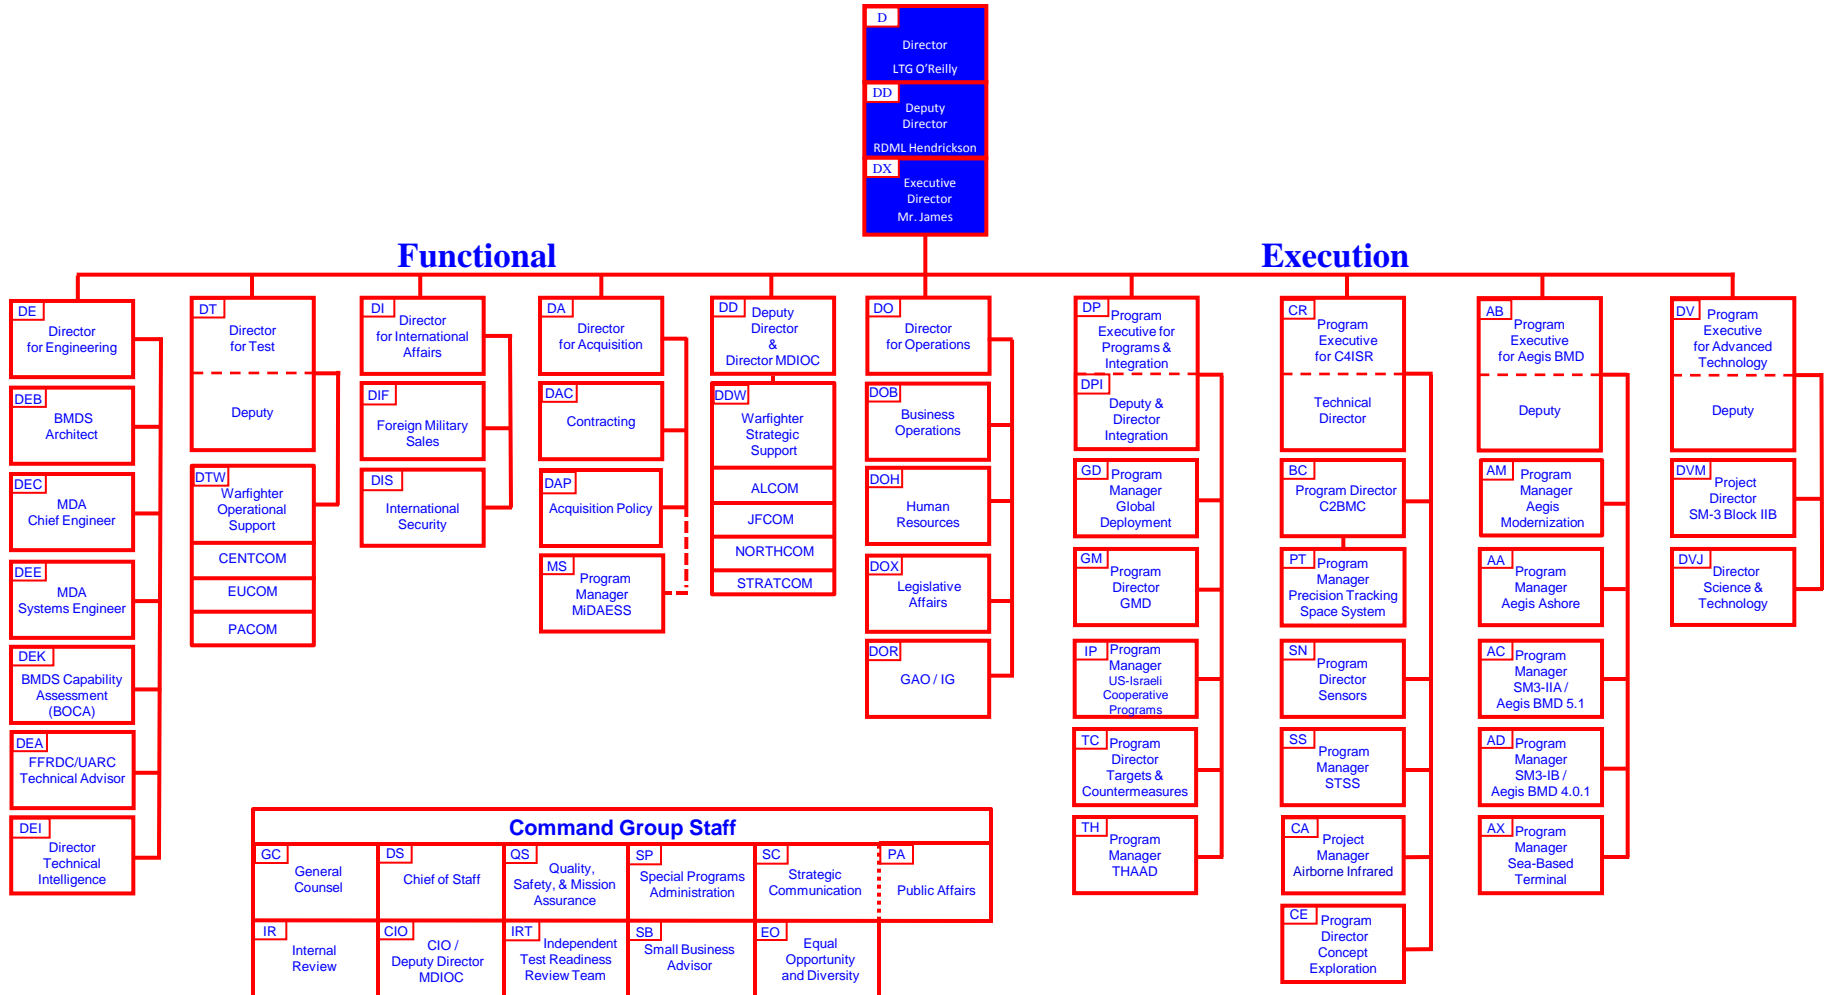 D
Director
LTG O'Reilly
DD
Deputy
Director
RDML Hendrickson
DX
Executive
Director
Mr. James
Functional
Execution
DE
Director
for Engineering
DEB
BMDS
Architect
DEC
MDA
Chief Engineer
DEE
MDA
Systems Engineer
DEK
BMDS Capability
Assessment
(BOCA)
DEA
FFRDC/UARC
Technical Advisor
DEI
Director
Technical
Intelligence
DT
Director
for Test
Deputy
DTW
Warfighter
Operational
Support
CENTCOM
EUCOM
PACOM
DI
Director
for International
Affairs
DIF
Foreign Military
Sales
DIS
International
Security
DA
Director
for Acquisition
DAC
Contracting
DAP
Acquisition Policy
MS
Program
Manager
MiDAESS
DD
Deputy
Director
&
Director MDIOC
DDW
Warfighter
Strategic
Support
ALCOM
JFCOM
NORTHCOM
STRATCOM
DO
Director
for Operations
DOB
Business
Operations
DOH
Human
Resources
DOX
Legislative
Affairs
DOR
GAO / IG
DP
Program
Executive for
Programs &
Integration
DPI
Deputy &
Director
Integration
GD
Program
Manager
Global
Deployment
GM
Program
Director
GMD
IP
Program
Manager
US-Israeli
Cooperative
Programs
TC
Program
Director
Targets &
Countermeasures
TH
Program
Manager
THAAD
CR
Program
Executive
for C4ISR
Technical
Director
BC
Program Director
C2BMC
PT
Program
Manager
Precision Tracking
Space System
SN
Program
Director
Sensors
SS
Program
Manager
STSS
CA
Project
Manager
Airborne Infrared
CE
Program
Director
Concept
Exploration
AB
Program
Executive
for Aegis BMD
Deputy
AM
Program
Manager
Aegis
Modernization
AA
Program
Manager
Aegis Ashore
AC
Program
Manager
SM3-IIA /
Aegis BMD 5.1
AD
Program
Manager
SM3-IB /
Aegis BMD 4.0.1
AX
Program
Manager
Sea-Based
Terminal
DV
Program
Executive
for Advanced
Technology
Deputy
DVM
Project
Director
SM-3 Block IIB
DVJ
Director
Science &
Technology
Command Group Staff
GC
General
Counsel
DS
Chief of Staff
QS
Quality,
Safety, & Mission
Assurance
SP
Special Programs
Administration
SC
Strategic
Communication
PA
Public Affairs
IR
Internal
Review
CIO
CIO /
Deputy Director
MDIOC
IRT
Independent
Test Readiness
Review Team
SB
Small Business
Advisor
EO
Equal
Opportunity
and Diversity